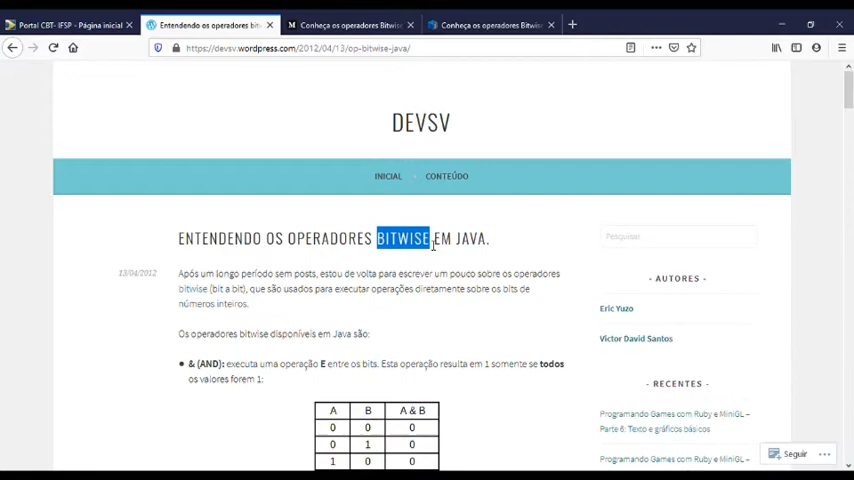 Portal CBT- IFSP - Página inicial
Entendendo os operadores bit
Conheça os operadores Bitwise
Conheça os operadores Bitwise
https://devsv.wordpress.com/2012/04/13/op-bitwise-java/
DEVSV
INICIAL
CONTEÚDO
ENTENDENDO OS OPERADORES BITWISE EM JAVA.
13/04/2012
Após um longo período sem posts, estou de volta para escrever um pouco sobre os operadores
bitwise (bit a bit), que são usados para executar operações diretamente sobre os bits de
números inteiros.
Os operadores bitwise disponíveis em Java são:
& (AND): executa uma operação E entre os bits. Esta operação resulta em 1 somente se todos
os valores forem 1:
A B A & B
0 0 0
0 1 0
1 0 0
Pesquisar
- AUTORES -
Eric Yuzo
Victor David Santos
- RECENTES -
Programando Games com Ruby e MiniGL –
Parte 6: Texto e gráficos básicos
Programando Games com Ruby e MiniGL –
Seguir